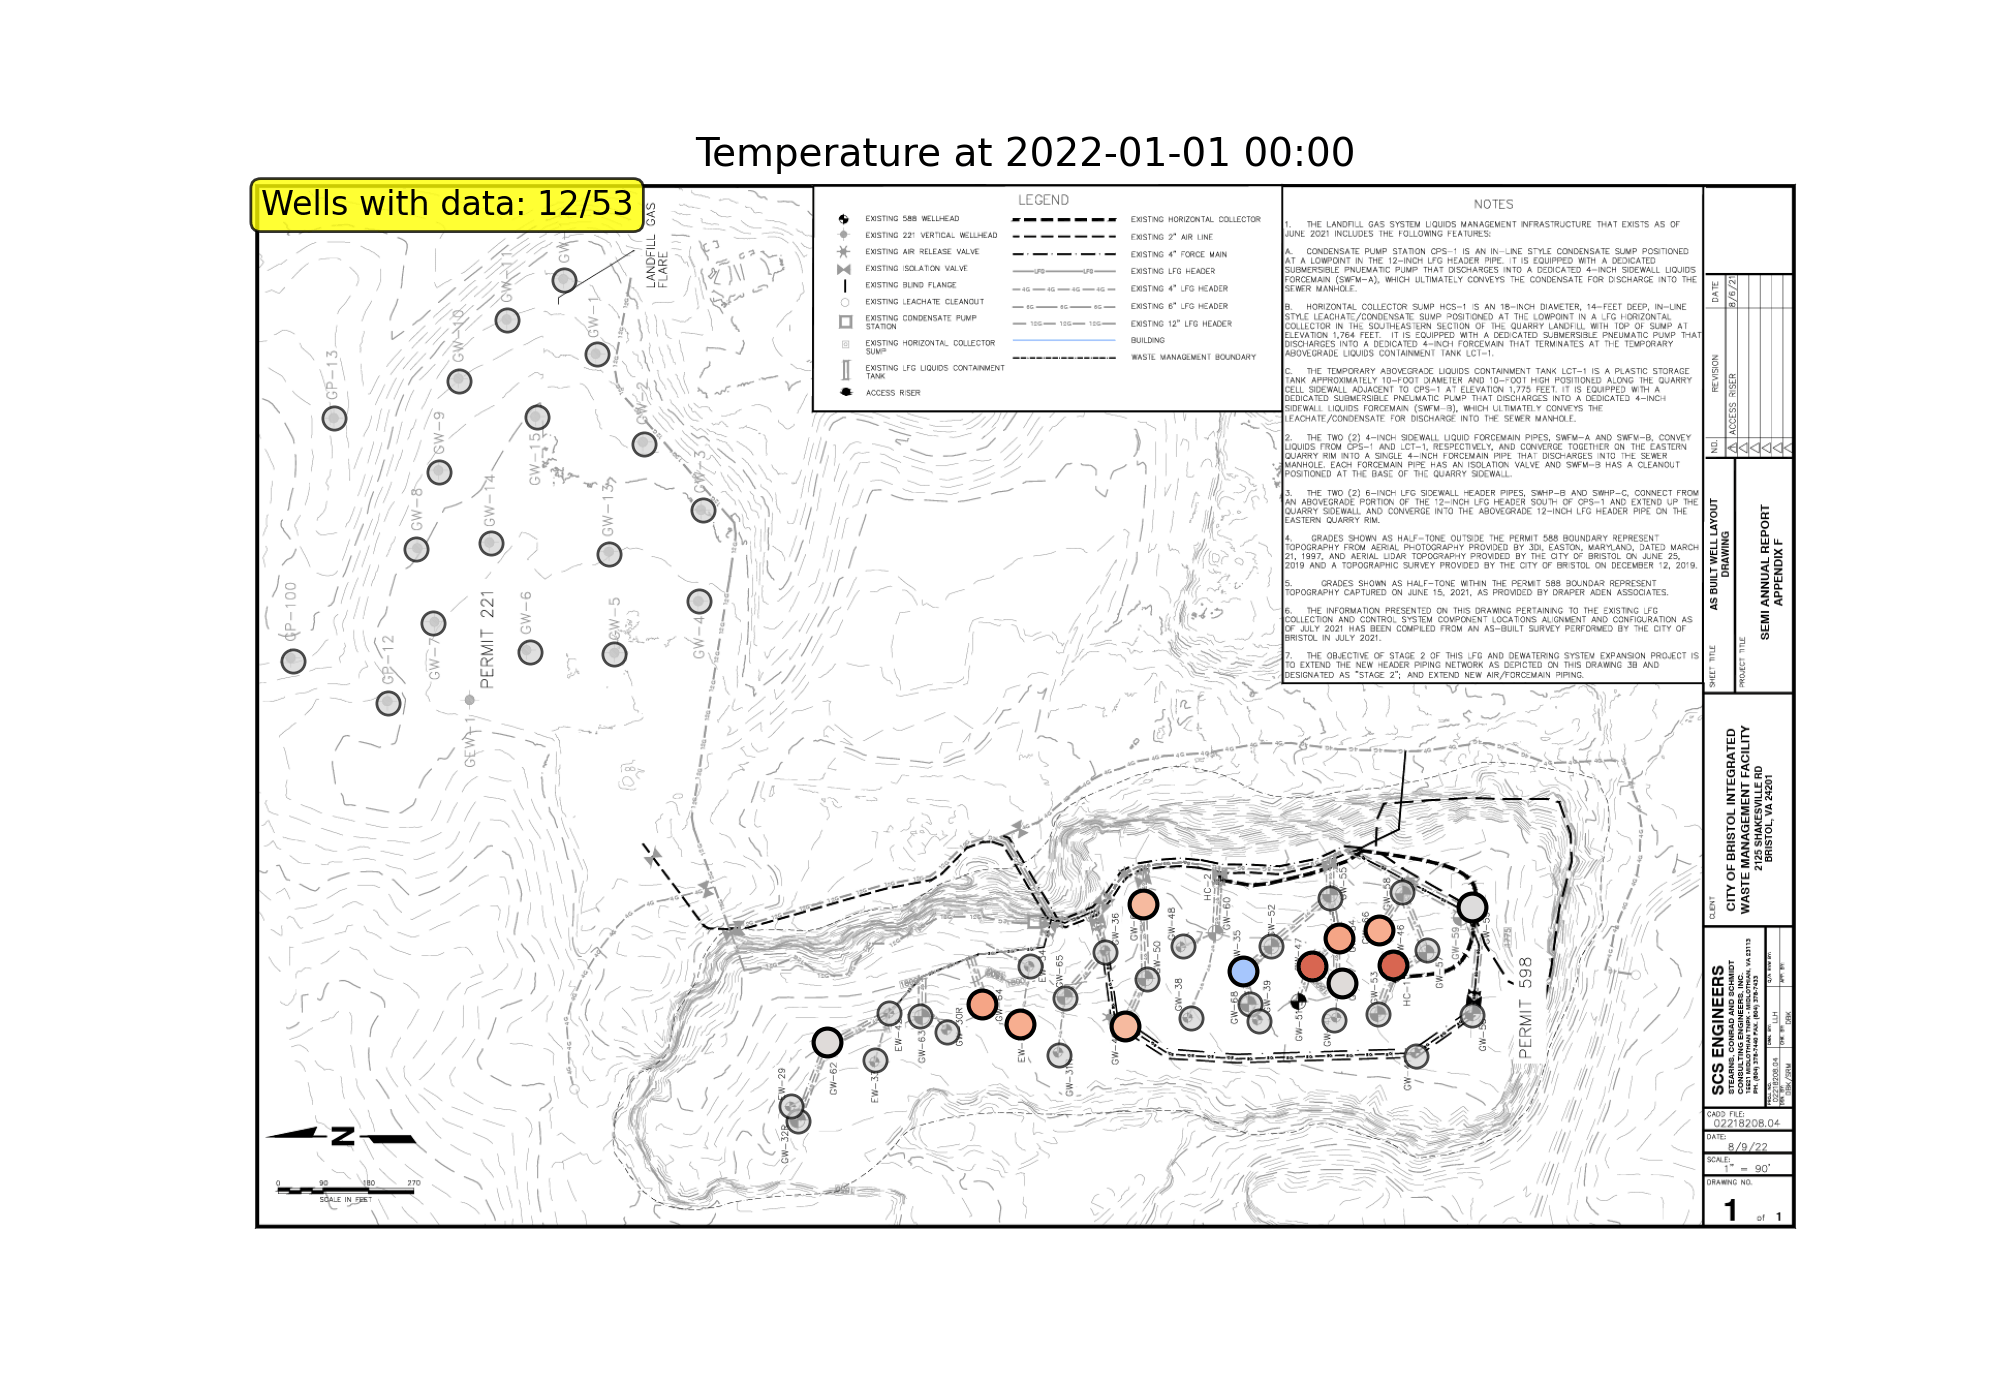 Temperature at 2022-01-01 00:00
Wells with data: 12/53
LANDFILL GAS
FLARE
LEGEND
EXISTING 588 WELLHEAD
EXISTING 221 VERTICAL WELLHEAD
EXISTING AIR RELEASE VALVE
EXISTING ISOLATION VALVE
EXISTING BLIND FLANGE
EXISTING LEACHATE CLEANOUT
EXISTING CONDENSATE PUMP
STATION
EXISTING HORIZONTAL COLLECTOR
SUMP
EXISTING LFG LIQUIDS CONTAINMENT
TANK
ACCESS RISER
EXISTING HORIZONTAL COLLECTOR
EXISTING 2" AIR LINE
EXISTING 4" FORCE MAIN
EXISTING LFG HEADER
EXISTING 4" LFG HEADER
EXISTING 6" LFG HEADER
EXISTING 12" LFG HEADER
BUILDING
WASTE MANAGEMENT BOUNDARY
NOTES
1. THE LANDFILL GAS SYSTEM LIQUIDS MANAGEMENT INFRASTRUCTURE THAT EXISTS AS OF
JUNE 2021 INCLUDES THE FOLLOWING FEATURES:
A. CONDENSATE PUMP STATION CPS-1 IS AN IN-LINE STYLE CONDENSATE SUMP POSITIONED
AT A LOWPOINT IN THE 12-INCH LFG HEADER PIPE. IT IS EQUIPPED WITH A DEDICATED
SUBMERSIBLE PNUEMATIC PUMP THAT DISCHARGES INTO A DEDICATED 4-INCH SIDEWALL LIQUIDS
FORCEMAIN (SWFM-A), WHICH ULTIMATELY CONVEYS THE CONDENSATE FOR DISCHARGE INTO THE
SEWER MANHOLE.
B. HORIZONTAL COLLECTOR SUMP HCS-1 IS AN 18-INCH DIAMETER, 14-FEET DEEP, IN-LINE
STYLE LEACHATE/CONDENSATE SUMP POSITIONED AT THE LOWPOINT IN A LFG HORIZONTAL
COLLECTOR IN THE SOUTHEASTERN SECTION OF THE QUARRY LANDFILL WITH TOP OF SUMP AT
ELEVATION 1,764 FEET. IT IS EQUIPPED WITH A DEDICATED SUBMERSIBLE PNEUMATIC PUMP THAT
DISCHARGES INTO A DEDICATED 4-INCH FORCEMAIN THAT TERMINATES AT THE TEMPORARY
ABOVEGRADE LIQUIDS CONTAINMENT TANK LCT-1.
C. THE TEMPORARY ABOVEGRADE LIQUIDS CONTAINMENT TANK LCT-1 IS A PLASTIC STORAGE
TANK APPROXIMATELY 10-FOOT DIAMETER AND 10-FOOT HIGH POSITIONED ALONG THE QUARRY
CELL SIDEWALL ADJACENT TO CPS-1 AT ELEVATION 1,775 FEET. IT IS EQUIPPED WITH A
DEDICATED SUBMERSIBLE PNEUMATIC PUMP THAT DISCHARGES INTO A DEDICATED 4-INCH
SIDEWALL LIQUIDS FORCEMAIN (SWFM-B), WHICH ULTIMATELY CONVEYS THE
LEACHATE/CONDENSATE FOR DISCHARGE INTO THE SEWER MANHOLE.
2. THE TWO (2) 4-INCH SIDEWALL LIQUID FORCEMAIN PIPES, SWFM-A AND SWFM-B, CONVEY
LIQUIDS FROM CPS-1 AND LCT-1, RESPECTIVELY, AND CONVERGE TOGETHER ON THE EASTERN
QUARRY RIM INTO A SINGLE 4-INCH FORCEMAIN PIPE THAT DISCHARGES INTO THE SEWER
MANHOLE. EACH FORCEMAIN PIPE HAS AN ISOLATION VALVE AND SWFM-B HAS A CLEANOUT
POSITIONED AT THE BASE OF THE QUARRY SIDEWALL.
3. THE TWO (2) 6-INCH LFG SIDEWALL HEADER PIPES, SWHP-B AND SWHP-C, CONNECT FROM
AN ABOVEGRADE PORTION OF THE 12-INCH LFG HEADER SOUTH OF CPS-1 AND EXTEND UP THE
QUARRY SIDEWALL AND CONVERGE INTO THE ABOVEGRADE 12-INCH LFG HEADER PIPE ON THE
EASTERN QUARRY RIM.
4. GRADES SHOWN AS HALF-TONE OUTSIDE THE PERMIT 588 BOUNDARY REPRESENT
TOPOGRAPHY FROM AERIAL PHOTOGRAPHY PROVIDED BY 3DI, EASTON, MARYLAND, DATED MARCH
21, 1997, AND AERIAL LIDAR TOPOGRAPHY PROVIDED BY THE CITY OF BRISTOL ON JUNE 25,
2019 AND A TOPOGRAPHIC SURVEY PROVIDED BY THE CITY OF BRISTOL ON DECEMBER 12, 2019.
5. GRADES SHOWN AS HALF-TONE WITHIN THE PERMIT 588 BOUNDAR REPRESENT
TOPOGRAPHY CAPTURED ON JUNE 15, 2021, AS PROVIDED BY DRAPER ADEN ASSOCIATES.
6. THE INFORMATION PRESENTED ON THIS DRAWING PERTAINING TO THE EXISTING LFG
COLLECTION AND CONTROL SYSTEM COMPONENT LOCATIONS ALIGNMENT AND CONFIGURATION AS
OF JULY 2021 HAS BEEN COMPILED FROM AN AS-BUILT SURVEY PERFORMED BY THE CITY OF
BRISTOL IN JULY 2021.
7. THE OBJECTIVE OF STAGE 2 OF THIS LFG AND DEWATERING SYSTEM EXPANSION PROJECT IS
TO EXTEND THE NEW HEADER PIPING NETWORK AS DEPICTED ON THIS DRAWING 3B AND
DESIGNATED AS "STAGE 2"; AND EXTEND NEW AIR/FORCEMAIN PIPING.
GW-11
GW-10
GW-1
GP-13
GW-9
GW-2
GW-15
GW-3
GW-8
GW-14
GW-13
GP-100
GW-6
GW-5
GW-4
GP-12
GW-7
PERMIT 221
GEW-1
HC-2
GW-60
GW-55
GW-58
GW-36
GW-48
GW-52
GW-50
GW-47
GW-46
GW-59
GW-57
EW-54
GW-65
GW-38
GW-68
GW-39
GW-51
GW-53
HC-1
GW-64
GW-63
GW-62
EW-33
EW-29
GW-32R
PERMIT 598
N
0 90 180 270
SCALE IN FEET
NO. REVISION DATE
ACCESS RISER 8/6/21
SHEET TITLE
AS BUILT WELL LAYOUT
DRAWING
PROJECT TITLE
SEMI ANNUAL REPORT
APPENDIX F
CLIENT
CITY OF BRISTOL INTEGRATED
WASTE MANAGEMENT FACILITY
2125 SHAKESVILLE RD
BRISTOL, VA 24201
SCS ENGINEERS
STEARNS, CONRAD AND SCHMIDT
CONSULTING ENGINEERS, INC.
15521 MIDLOTHIAN TNPK - MIDLOTHIAN, VA 23113
PH. (804) 378-7440 FAX. (804) 378-7433
02218208.04
LLH
DBK/SRM
DBK
CADD FILE:
02218208.04
DATE:
8/9/22
SCALE:
1" = 90'
DRAWING NO.
1 of 1